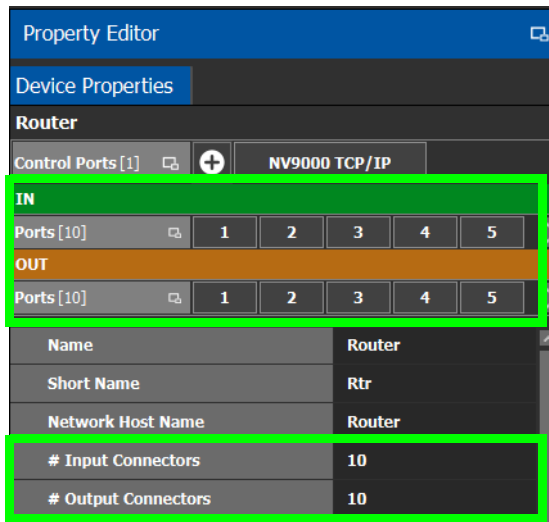 Property Editor
Device Properties
Router
Control Ports [1] NV9000 TCP/IP
IN
Ports [10] 1 2 3 4 5
OUT
Ports [10] 1 2 3 4 5
Name Router
Short Name Rtr
Network Host Name Router
# Input Connectors 10
# Output Connectors 10